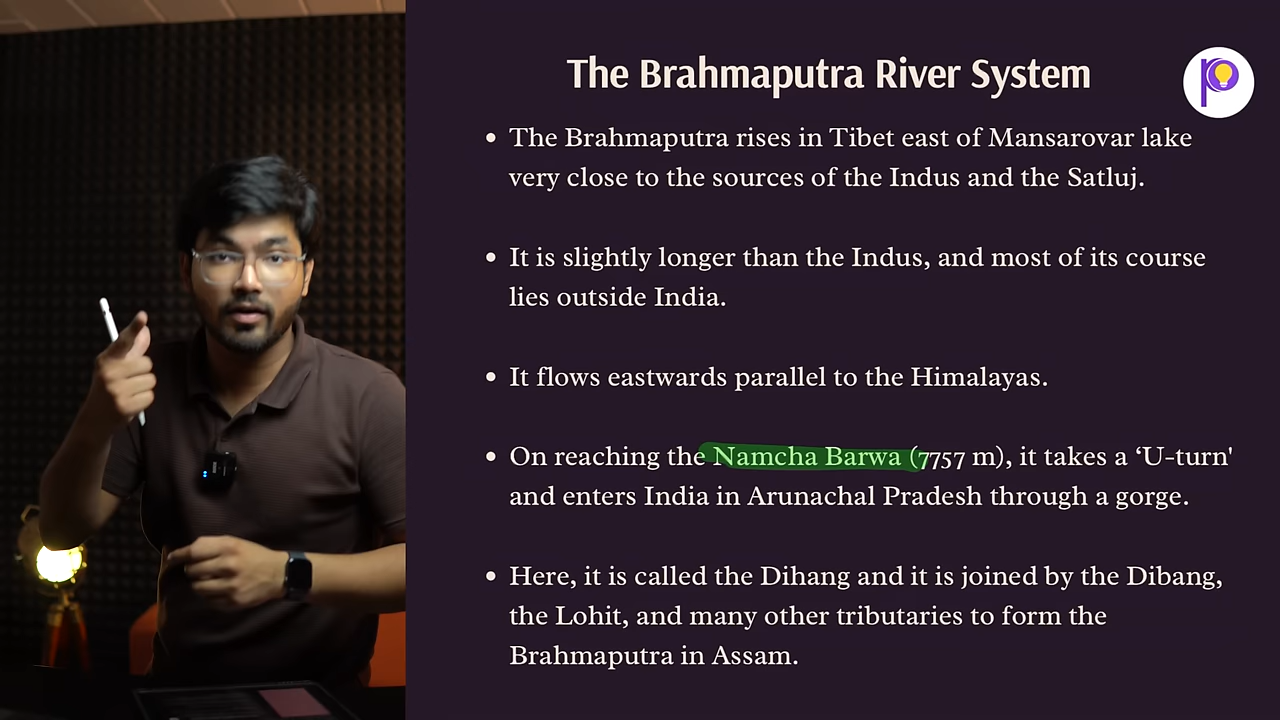 The Brahmaputra River System
• The Brahmaputra rises in Tibet east of Mansarovar lake
very close to the sources of the Indus and the Satluj.
• It is slightly longer than the Indus, and most of its course
lies outside India.
• It flows eastwards parallel to the Himalayas.
• On reaching the Namcha Barwa (7757 m), it takes a ‘U-turn'
and enters India in Arunachal Pradesh through a gorge.
• Here, it is called the Dihang and it is joined by the Dibang,
the Lohit, and many other tributaries to form the
Brahmaputra in Assam.